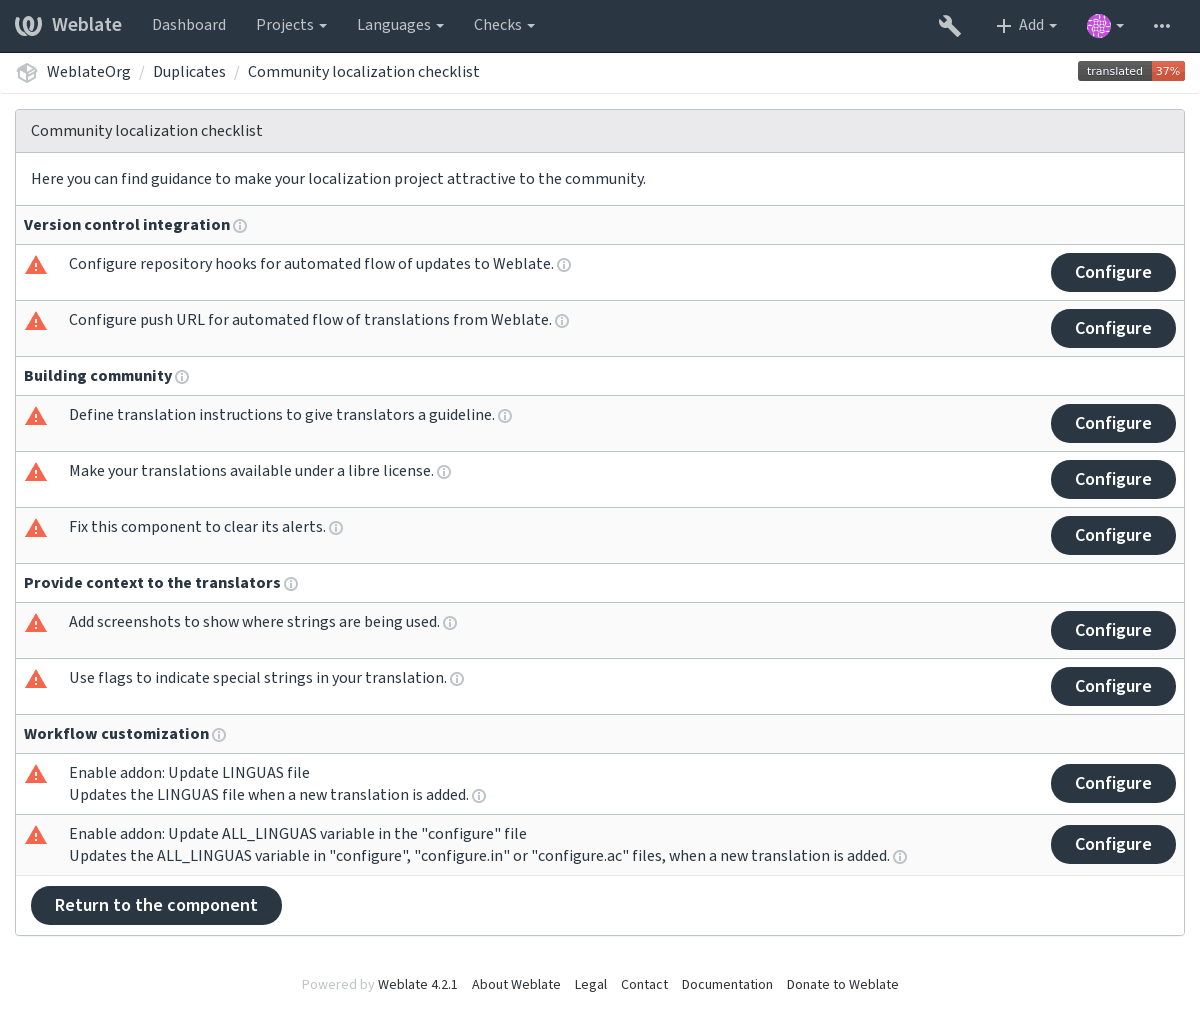 Weblate Dashboard Projects Languages Checks Add
WeblateOrg / Duplicates / Community localization checklist translated 37%
Community localization checklist
Here you can find guidance to make your localization project attractive to the community.
Version control integration
Configure repository hooks for automated flow of updates to Weblate. Configure
Configure push URL for automated flow of translations from Weblate. Configure
Building community
Define translation instructions to give translators a guideline. Configure
Make your translations available under a libre license. Configure
Fix this component to clear its alerts. Configure
Provide context to the translators
Add screenshots to show where strings are being used. Configure
Use flags to indicate special strings in your translation. Configure
Workflow customization
Enable addon: Update LINGUAS file
Updates the LINGUAS file when a new translation is added. Configure
Enable addon: Update ALL_LINGUAS variable in the "configure" file
Updates the ALL_LINGUAS variable in "configure", "configure.in" or "configure.ac" files, when a new translation is added. Configure
Return to the component
Powered by Weblate 4.2.1 About Weblate Legal Contact Documentation Donate to Weblate